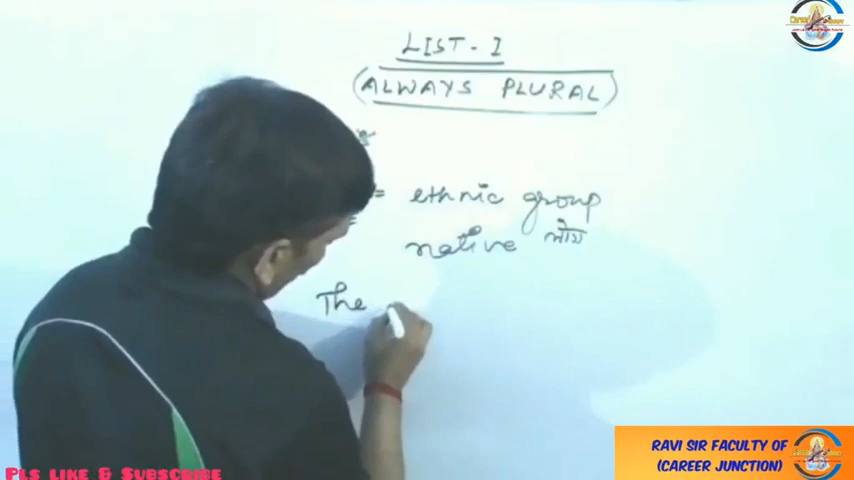 LIST - I
(ALWAYS PLURAL)
= ethnic group
native लोग
The
RAVI SIR FACULTY OF
(CAREER JUNCTION)
PLS LIKE & SUBSCRIBE